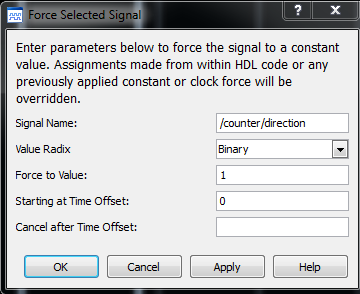 Force Selected Signal
?
Enter parameters below to force the signal to a constant
value. Assignments made from within HDL code or any
previously applied constant or clock force will be
overridden.
Signal Name: /counter/direction
Value Radix Binary
Force to Value: 1
Starting at Time Offset: 0
Cancel after Time Offset:
OK Cancel Apply Help